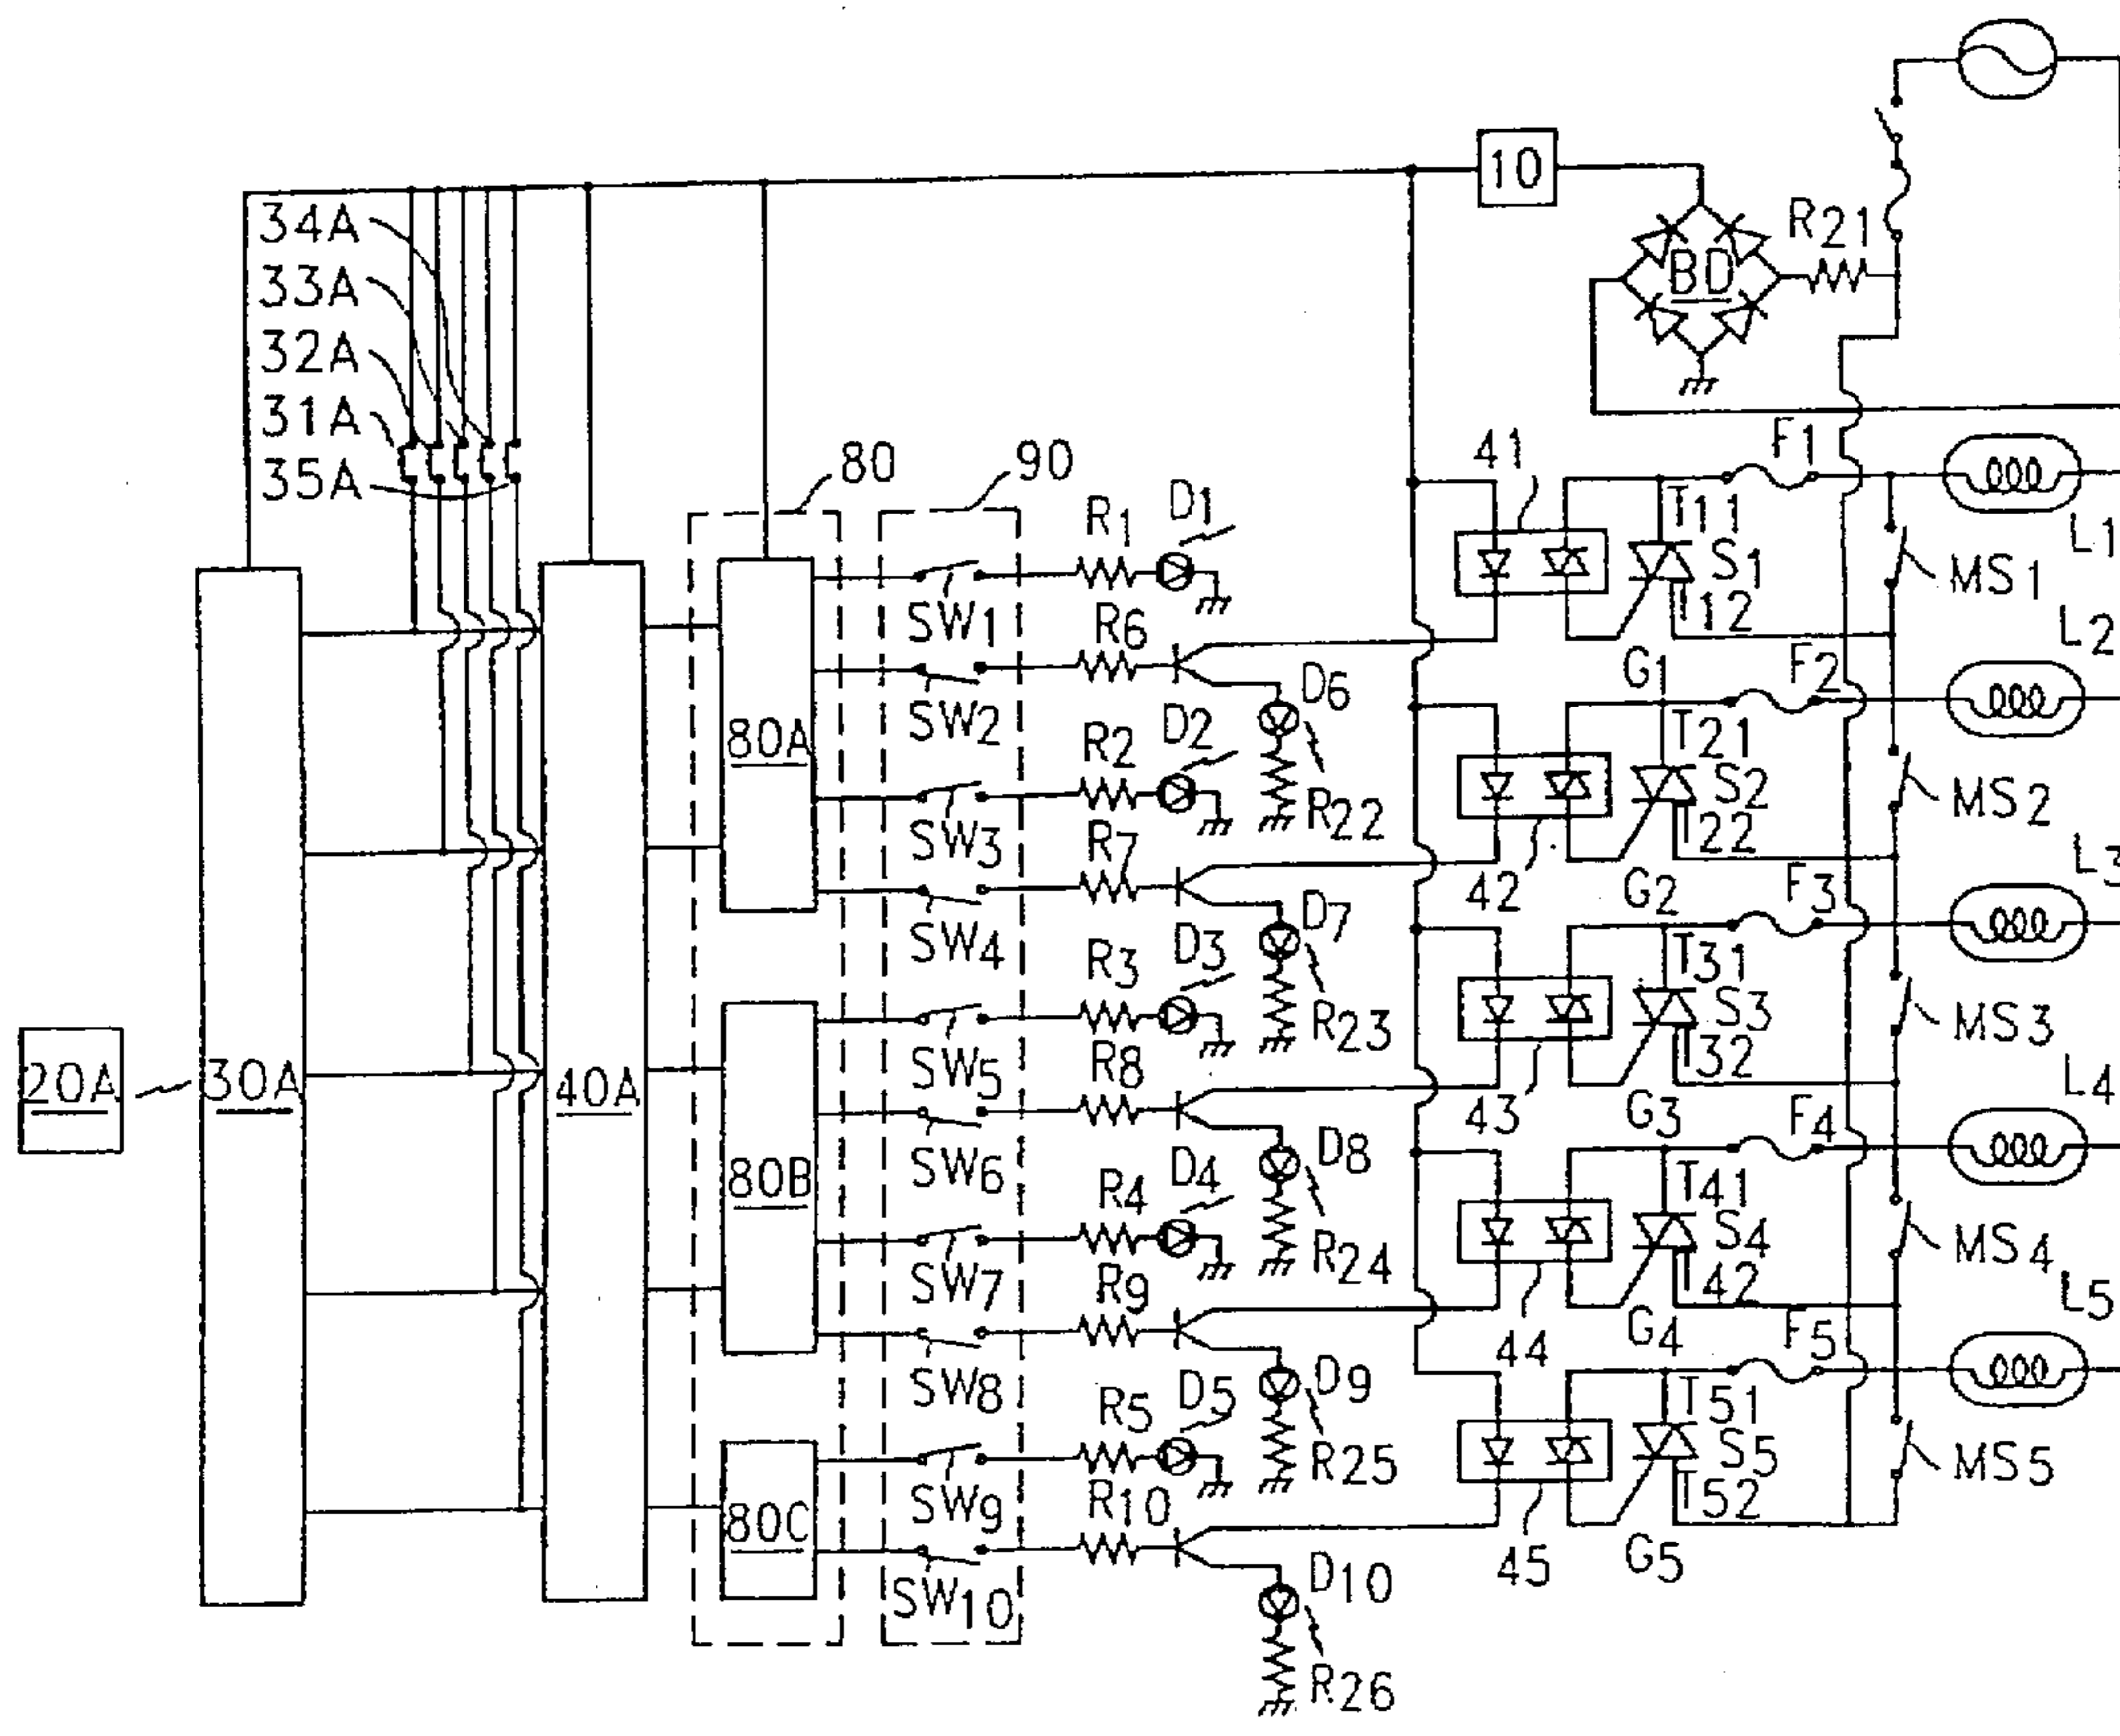 10
R21
34A
BD
33A
32A
31A
35A
80
90
41
F1
R1
D1
T11
S1
L1
MS1
SW1
R6
T12
L2
G1
F2
D6
SW2
R2
D2
T21
S2
MS2
80A
R22
T22
L3
SW3
R7
42
G2
F3
D7
SW4
R3
D3
T31
S3
MS3
R23
T32
20A
30A
40A
SW5
R8
43
G3
F4
L4
D8
SW6
R4
D4
T41
S4
MS4
80B
R24
T42
L5
SW7
R9
44
G4
F5
D9
SW8
R5
D5
T51
S5
MS5
R25
T52
SW9
R10
80C
45
G5
D10
SW10
R26